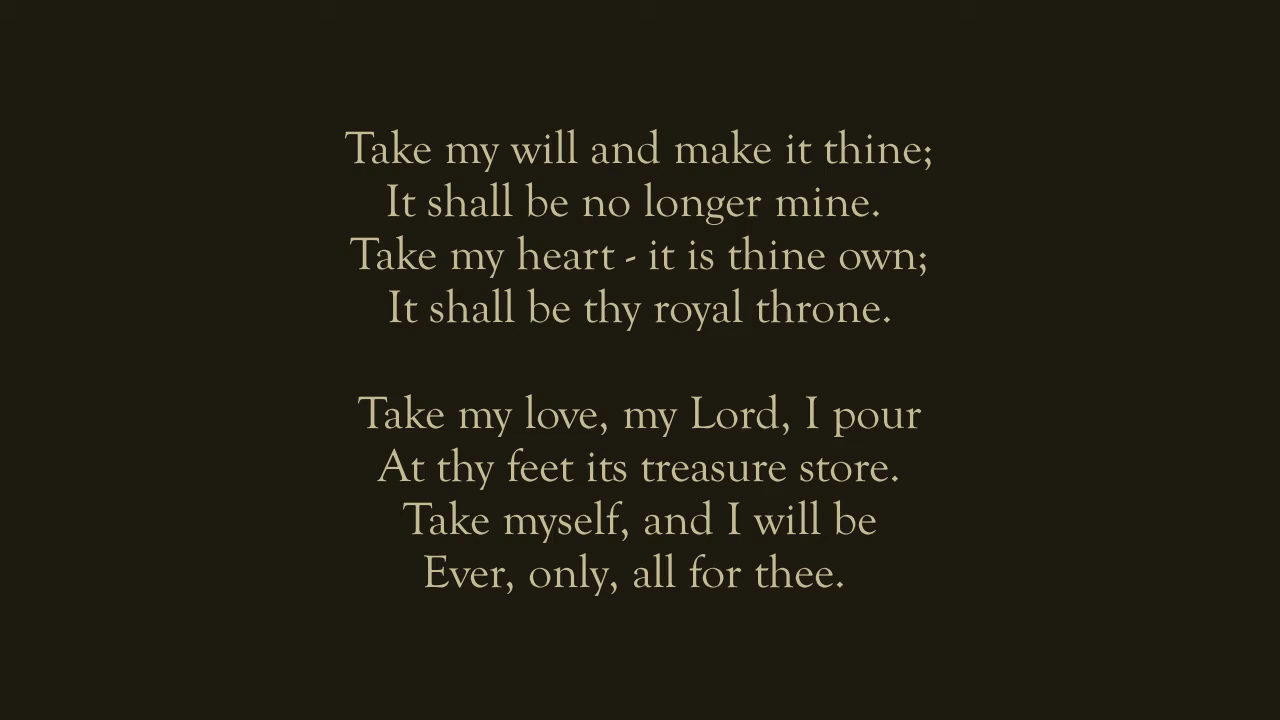 Take my will and make it thine;
It shall be no longer mine.
Take my heart - it is thine own;
It shall be thy royal throne.
Take my love, my Lord, I pour
At thy feet its treasure store.
Take myself, and I will be
Ever, only, all for thee.